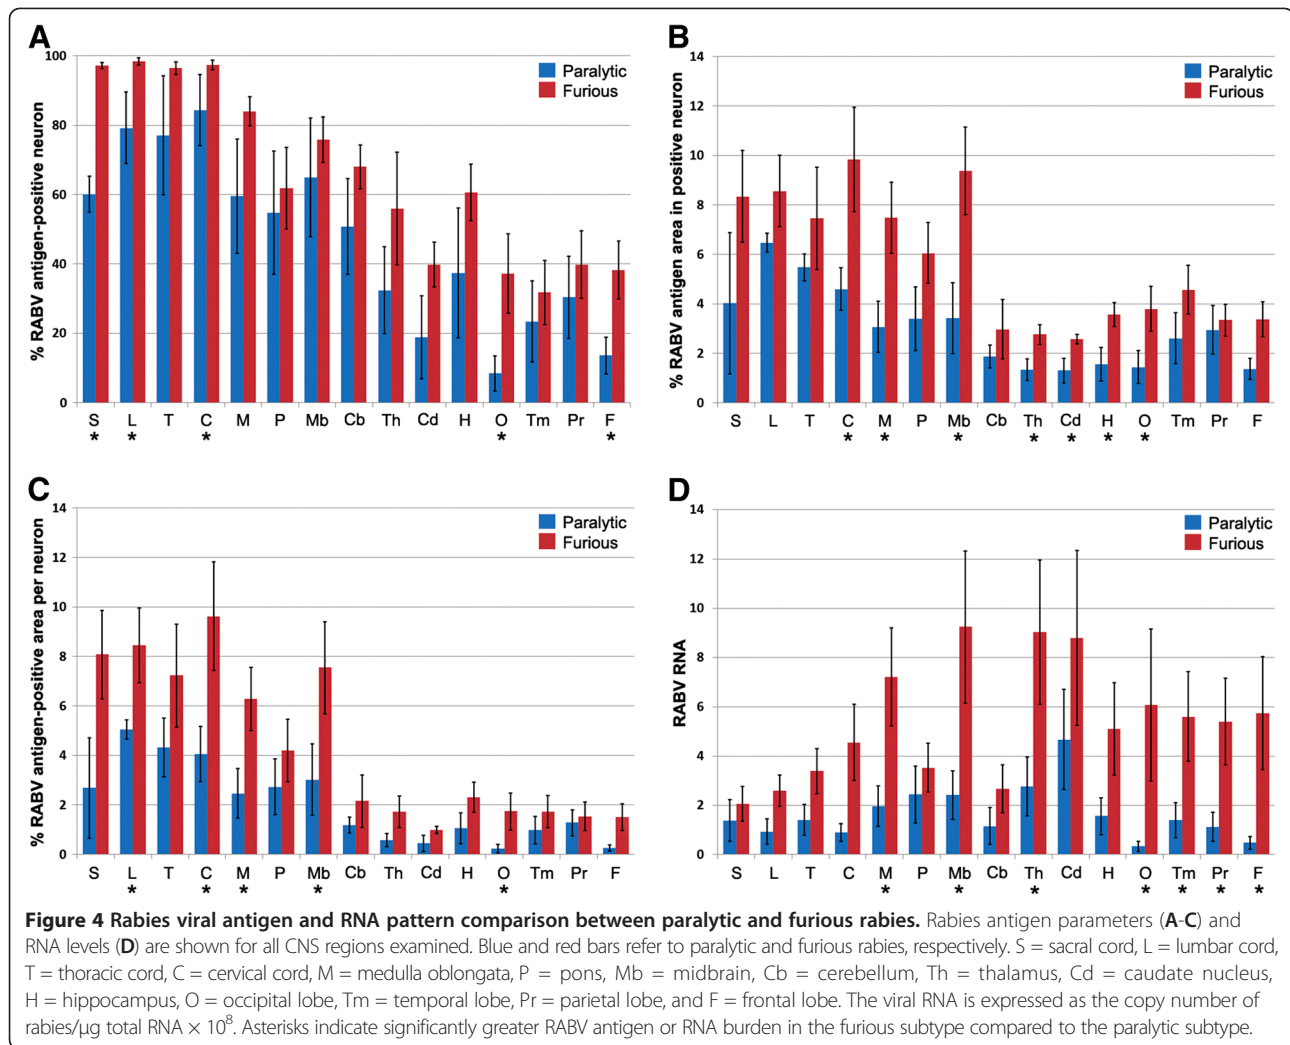 A
B
100
80
60
40
20
0
% RABV antigen-positive neuron
Paralytic
Furious
S L T C M P Mb Cb Th Cd H O Tm Pr F
* * * * *
14
12
10
8
6
4
2
0
% RABV antigen area in positive neuron
Paralytic
Furious
S L T C M P Mb Cb Th Cd H O Tm Pr F
* * * * * * *
C
D
14
12
10
8
6
4
2
0
% RABV antigen-positive area per neuron
Paralytic
Furious
S L T C M P Mb Cb Th Cd H O Tm Pr F
* * * * *
14
12
10
8
6
4
2
0
RABV RNA
Paralytic
Furious
S L T C M P Mb Cb Th Cd H O Tm Pr F
* * * * * * *
Figure 4 Rabies viral antigen and RNA pattern comparison between paralytic and furious rabies. Rabies antigen parameters (A-C) and
RNA levels (D) are shown for all CNS regions examined. Blue and red bars refer to paralytic and furious rabies, respectively. S = sacral cord, L = lumbar cord,
T = thoracic cord, C = cervical cord, M = medulla oblongata, P = pons, Mb = midbrain, Cb = cerebellum, Th = thalamus, Cd = caudate nucleus,
H = hippocampus, O = occipital lobe, Tm = temporal lobe, Pr = parietal lobe, and F = frontal lobe. The viral RNA is expressed as the copy number of
rabies/μg total RNA × 10⁸. Asterisks indicate significantly greater RABV antigen or RNA burden in the furious subtype compared to the paralytic subtype.